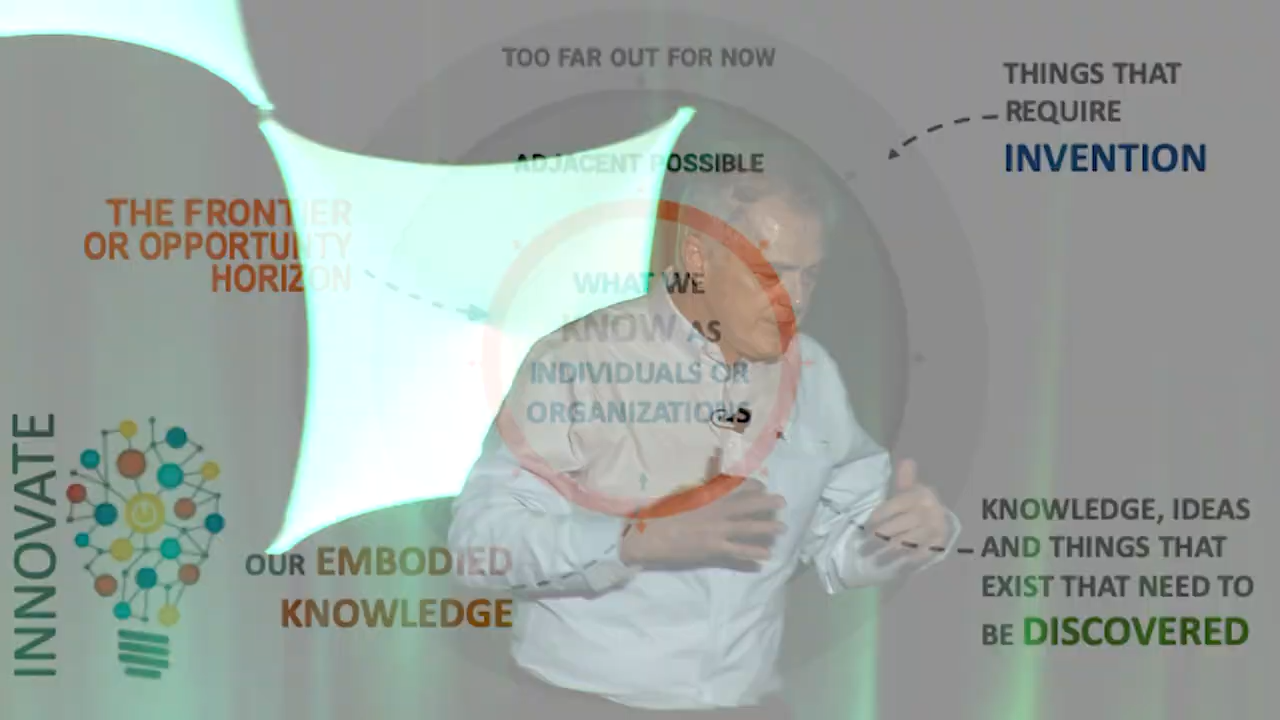 TOO FAR OUT FOR NOW
THINGS THAT
REQUIRE
INVENTION
ADJACENT POSSIBLE
THE FRONTIER
OR OPPORTUNITY
HORIZON
WHAT WE
KNOW AS
INDIVIDUALS OR
ORGANIZATIONS
INNOVATE
OUR EMBODIED
KNOWLEDGE
KNOWLEDGE, IDEAS
AND THINGS THAT
EXIST THAT NEED TO
BE DISCOVERED